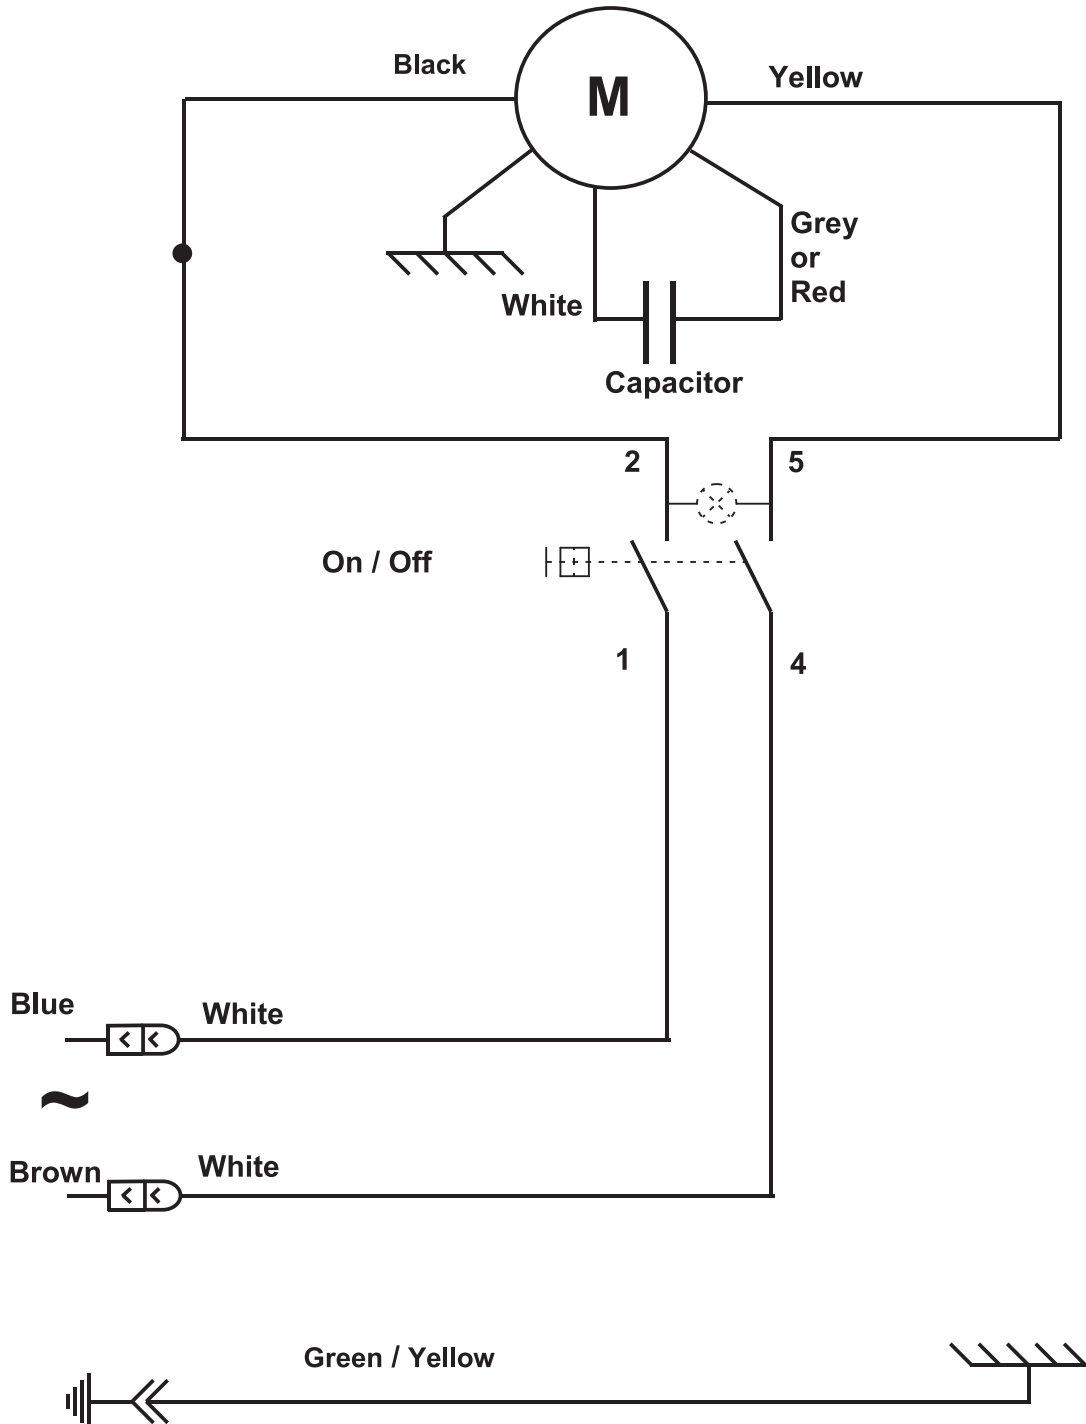 Black
M
Yellow
Grey
or
Red
White
Capacitor
2
5
On / Off
1
4
Blue
White
~
Brown
White
Green / Yellow